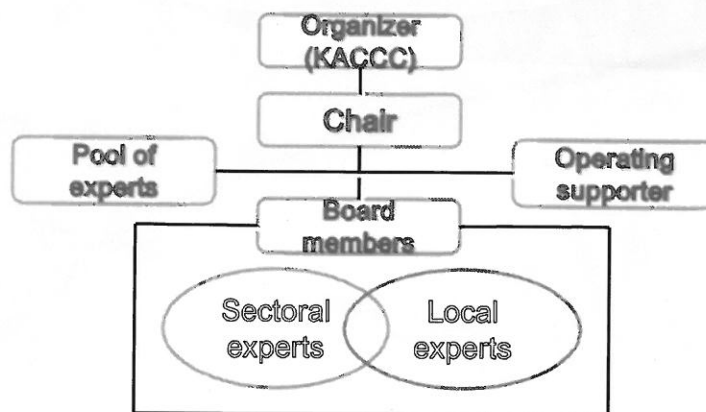 Organizer
(KACCC)
Chair
Pool of
experts
Operating
supporter
Board
members
Sectoral
experts
Local
experts